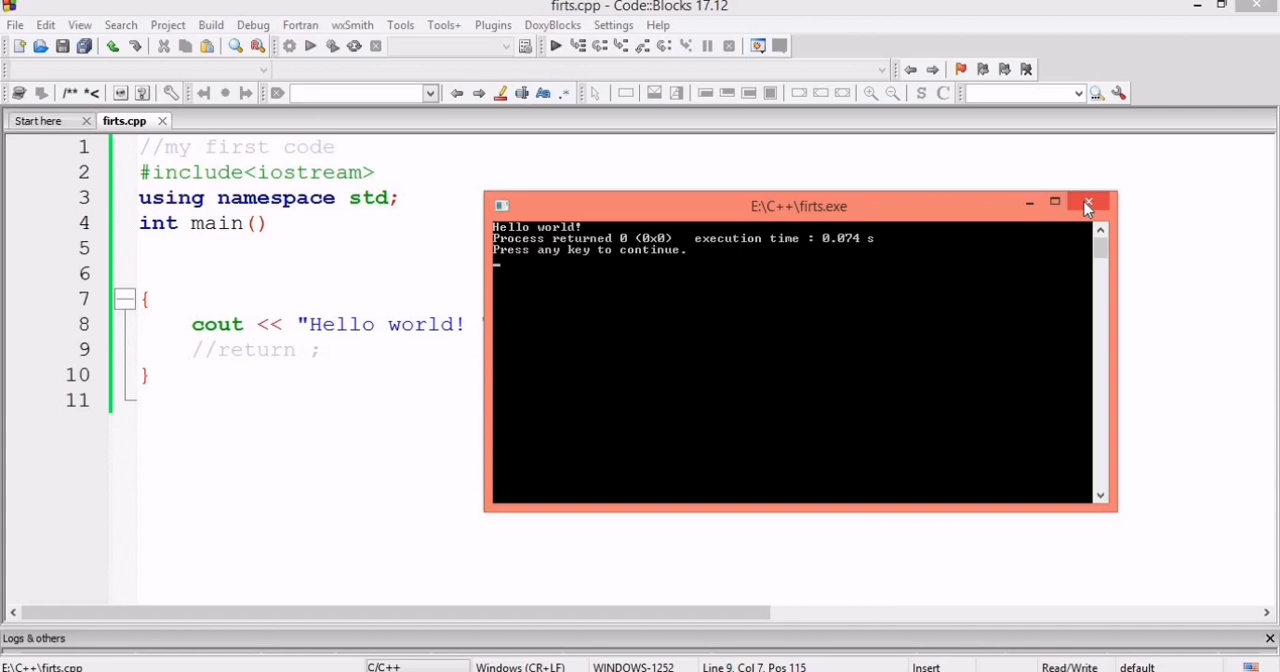 firts.cpp - Code::Blocks 17.12
File Edit View Search Project Build Debug Fortran wxSmith Tools Tools+ Plugins DoxyBlocks Settings Help
/** *<
S C
Start here firts.cpp
1 //my first code
2 #include<iostream>
3 using namespace std;
4 int main()
5
6
7 {
8 cout << "Hello world! "
9 //return ;
10 }
11
E:\C++\firts.exe
Hello world!
Process returned 0 (0x0) execution time : 0.074 s
Press any key to continue.
Logs & others
E:\C++\firts.cpp C/C++ Windows (CR+LF) WINDOWS-1252 Line 9, Col 7, Pos 115 Insert Read/Write default